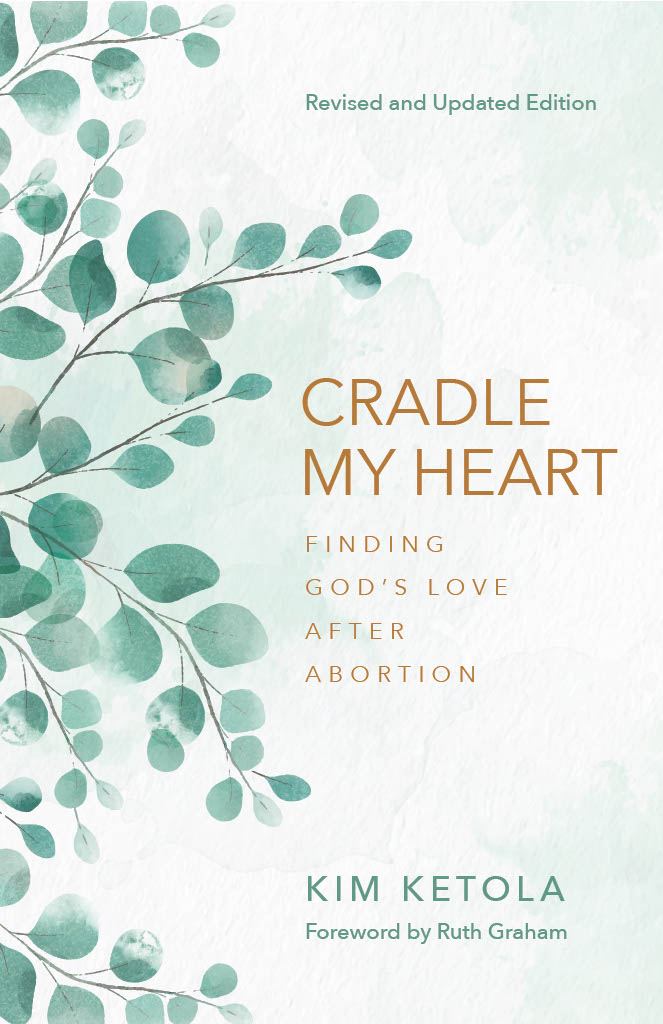 Revised and Updated Edition
CRADLE
MY HEART
FINDING
GOD'S LOVE
AFTER
ABORTION
KIM KETOLA
Foreword by Ruth Graham